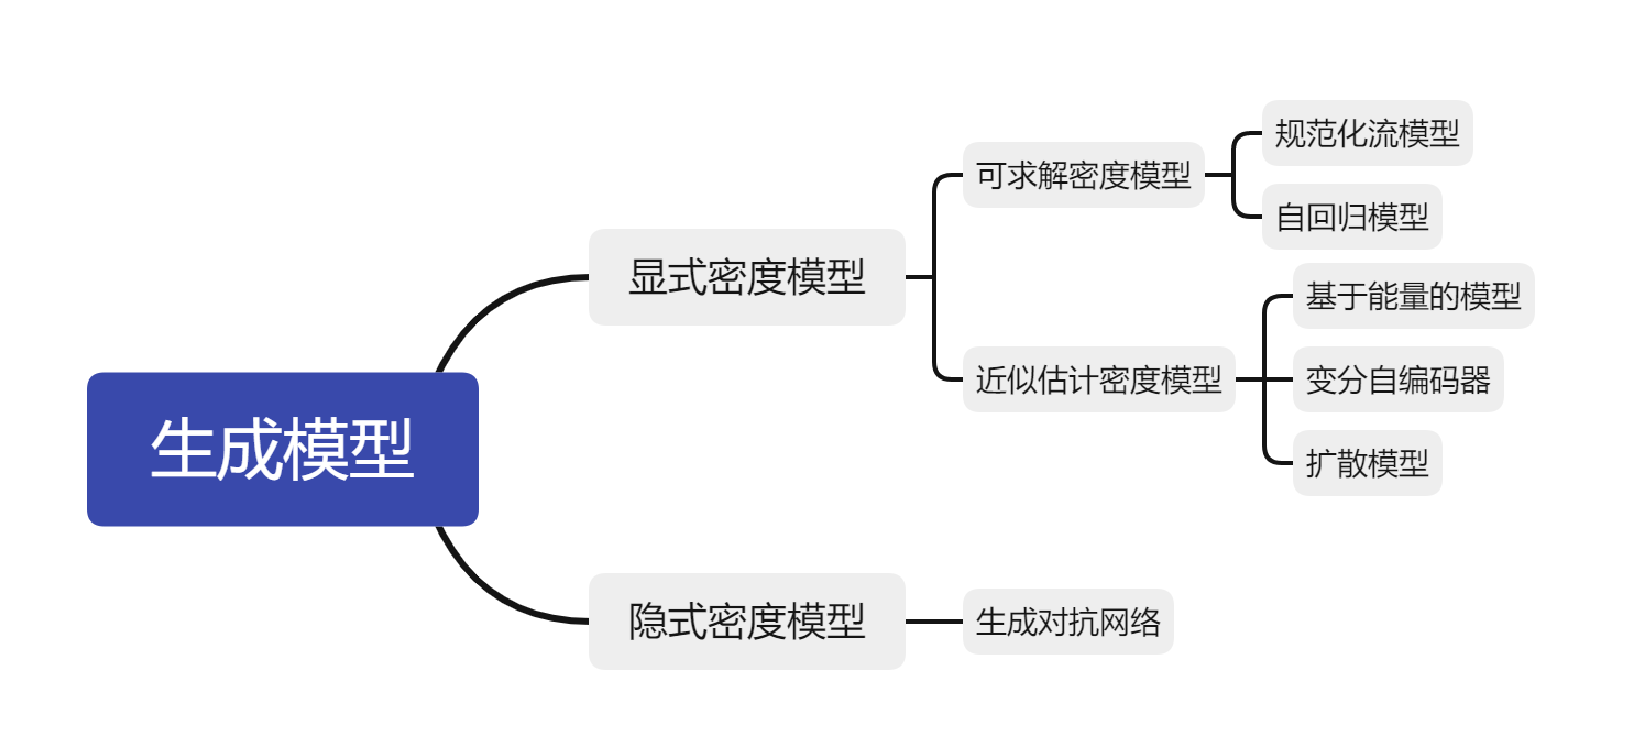 生成模型
显式密度模型
可求解密度模型
规范化流模型
自回归模型
近似估计密度模型
基于能量的模型
变分自编码器
扩散模型
隐式密度模型
生成对抗网络